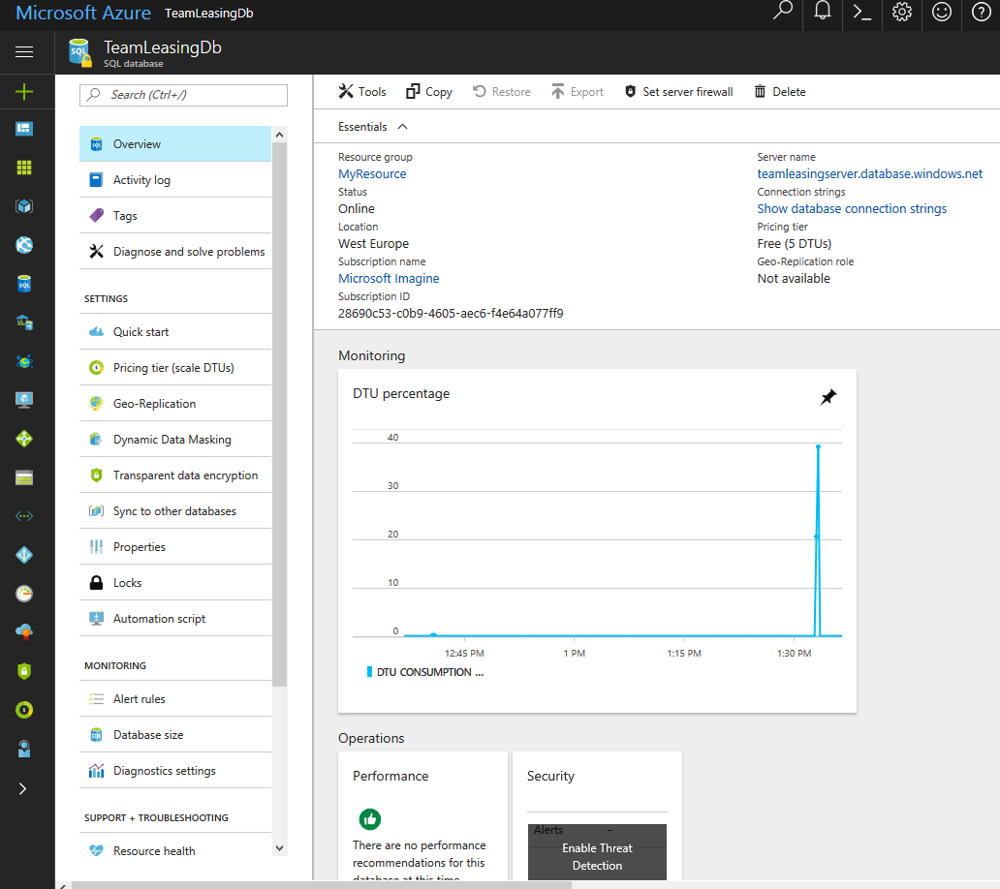 Microsoft Azure TeamLeasingDb
TeamLeasingDb
SQL database
Search (Ctrl+/)
Overview
Activity log
Tags
Diagnose and solve problems
SETTINGS
Quick start
Pricing tier (scale DTUs)
Geo-Replication
Dynamic Data Masking
Transparent data encryption
Sync to other databases
Properties
Locks
Automation script
MONITORING
Alert rules
Database size
Diagnostics settings
SUPPORT + TROUBLESHOOTING
Resource health
Tools Copy Restore Export Set server firewall Delete
Essentials
Resource group
MyResource
Status
Online
Location
West Europe
Subscription name
Microsoft Imagine
Subscription ID
28690c53-c0b9-4605-aec6-f4e64a077ff9
Server name
teamleasingserver.database.windows.net
Connection strings
Show database connection strings
Pricing tier
Free (5 DTUs)
Geo-Replication role
Not available
Monitoring
DTU percentage
40
30
20
10
0
12:45 PM 1 PM 1:15 PM 1:30 PM
DTU CONSUMPTION ...
Operations
Performance
There are no performance
recommendations for this
database at this time
Security
Alerts -
Enable Threat
Detection